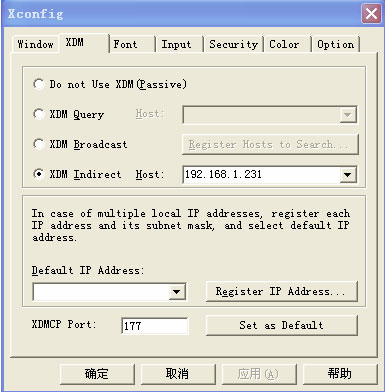 Xconfig
Window XDM Font Input Security Color Option
Do not Use XDM(Passive)
XDM Query Host:
XDM Broadcast Register Hosts to Search...
XDM Indirect Host: 192.168.1.231
In case of multiple local IP addresses, register each
IP address and its subnet mask, and select default IP
address.
Default IP Address:
Register IP Address...
XDMCP Port: 177 Set as Default
确定 取消 应用(A) 帮助